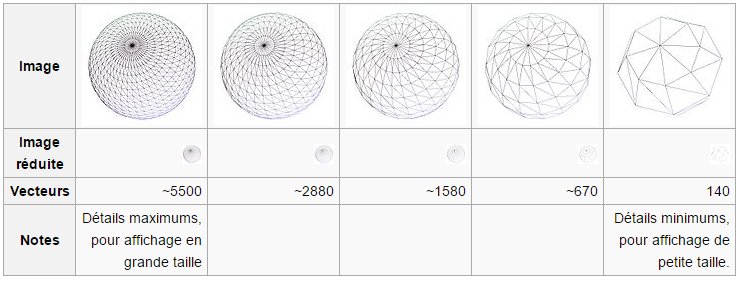 Image
Image
réduite
Vecteurs ~5500 ~2880 ~1580 ~670 140
Notes
Détails maximums,
pour affichage en
grande taille
Détails minimums,
pour affichage de
petite taille.